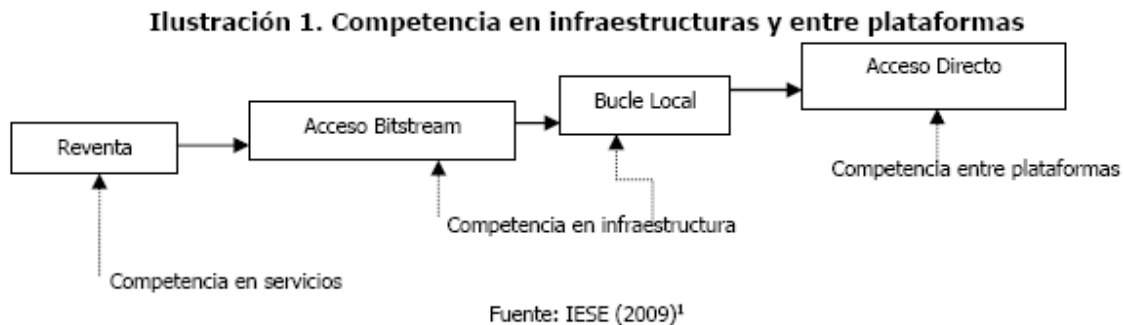 Ilustración 1. Competencia en infraestructuras y entre plataformas
Acceso Directo
Bucle Local
Acceso Bitstream
Reventa
Competencia entre plataformas
Competencia en infraestructura
Competencia en servicios
Fuente: IESE (2009)¹